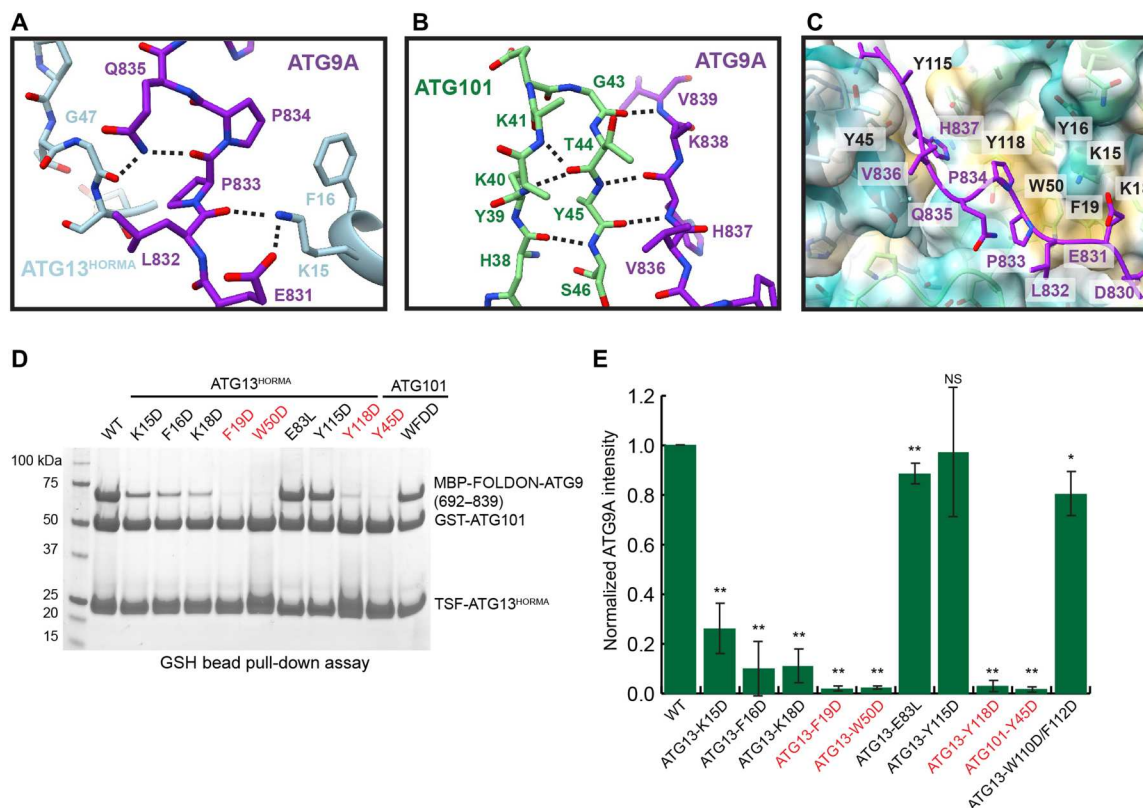 A
Q835
ATG9A
G47
P834
P833
F16
ATG13HORMA
L832
K15
E831
B
ATG101
G43
ATG9A
V839
K41
K838
T44
K40
Y39
Y45
H837
H38
V836
S46
C
Y115
Y45
H837
Y118
Y16
K15
V836
P834
W50
K1
Q835
F19
P833
E831
L832
D830
D
ATG13HORMA
ATG101
WT
K15D
F16D
K18D
F19D
W50D
E83L
Y115D
Y118D
Y45D
WFDD
100 kDa
75
50
37
25
20
15
MBP-FOLDON-ATG9
(692–839)
GST-ATG101
TSF-ATG13HORMA
GSH bead pull-down assay
E
Normalized ATG9A intensity
1.2
1.0
0.8
0.6
0.4
0.2
0.0
**
**
**
**
**
**
NS
**
**
*
WT
ATG13-K15D
ATG13-F16D
ATG13-K18D
ATG13-F19D
ATG13-W50D
ATG13-E83L
ATG13-Y115D
ATG13-Y118D
ATG101-Y45D
ATG13-W110D/F112D